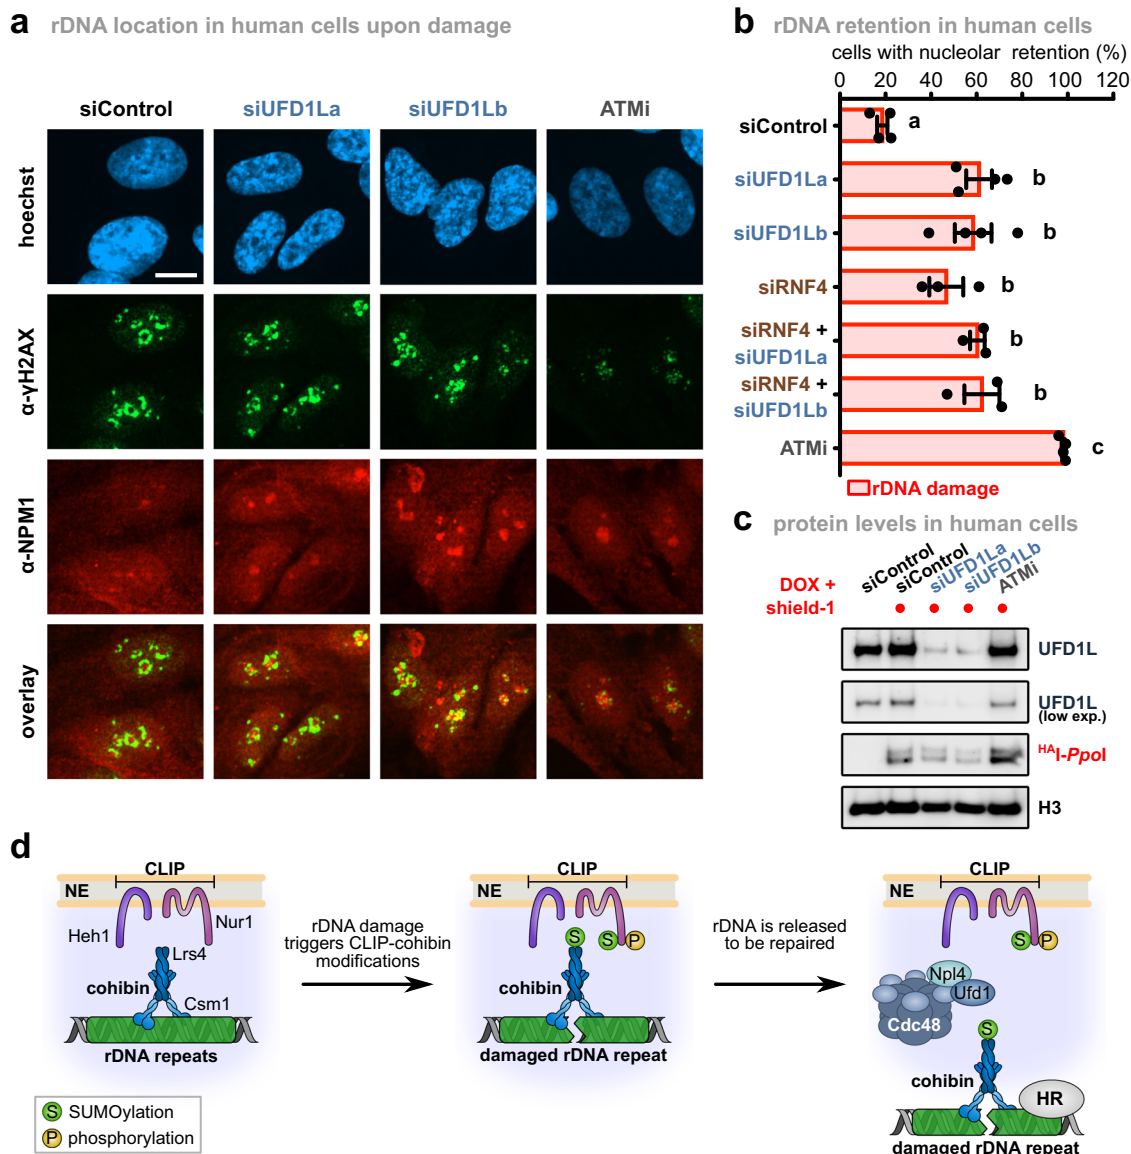 a rDNA location in human cells upon damage
siControl siUFD1La siUFD1Lb ATMi
hoechst
α-γH2AX
α-NPM1
overlay
b rDNA retention in human cells
cells with nucleolar retention (%)
0 20 40 60 80 100 120
siControl a
siUFD1La b
siUFD1Lb b
siRNF4 b
siRNF4 +
siUFD1La b
siRNF4 +
siUFD1Lb b
ATMi c
rDNA damage
c protein levels in human cells
siControl siControl siUFD1La siUFD1Lb ATMi
DOX +
shield-1
UFD1L
UFD1L
(low exp.)
HAI-PpoI
H3
d
CLIP
NE
Heh1
Nur1
Lrs4
cohibin
Csm1
rDNA repeats
rDNA damage
triggers CLIP-cohibin
modifications
CLIP
NE
S S P
cohibin
damaged rDNA repeat
rDNA is released
to be repaired
CLIP
NE
S P
Npl4
Ufd1
Cdc48
S
cohibin
HR
damaged rDNA repeat
S SUMOylation
P phosphorylation